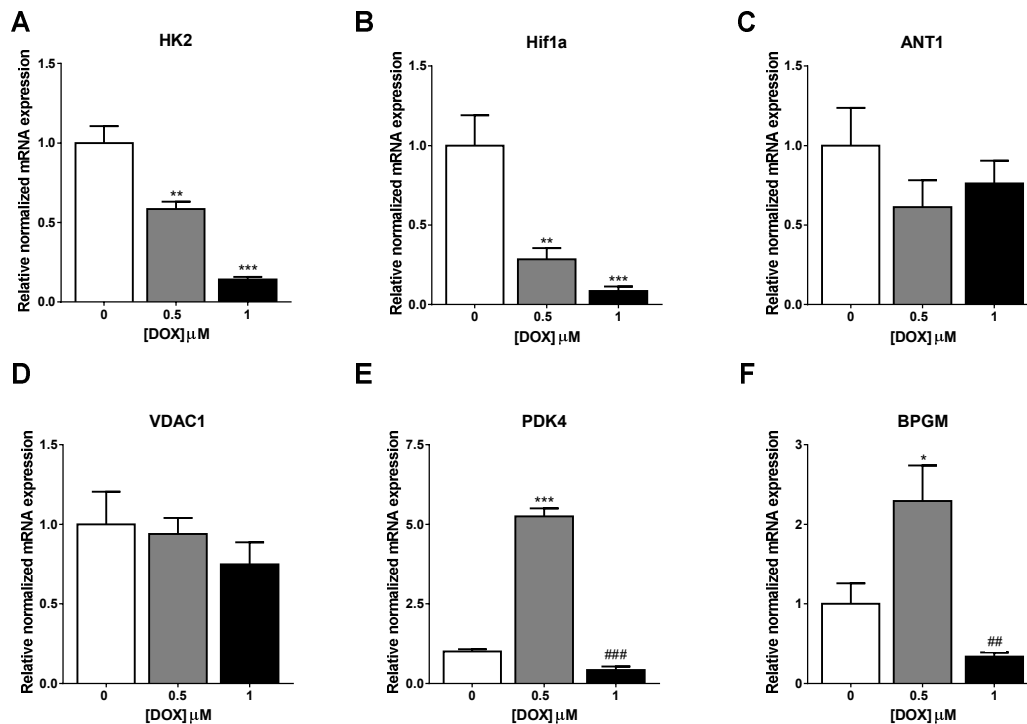 A
HK2
Relative normalized mRNA expression
1.5
1.0
0.5
0.0
**
***
0 0.5 1
[DOX] μM
B
Hif1a
Relative normalized mRNA expression
1.5
1.0
0.5
0.0
**
***
0 0.5 1
[DOX] μM
C
ANT1
Relative normalized mRNA expression
1.5
1.0
0.5
0.0
0 0.5 1
[DOX] μM
D
VDAC1
Relative normalized mRNA expression
1.5
1.0
0.5
0.0
0 0.5 1
[DOX] μM
E
PDK4
Relative normalized mRNA expression
7.5
5.0
2.5
0.0
***
###
0 0.5 1
[DOX] μM
F
BPGM
Relative normalized mRNA expression
3
2
1
0
*
##
0 0.5 1
[DOX] μM